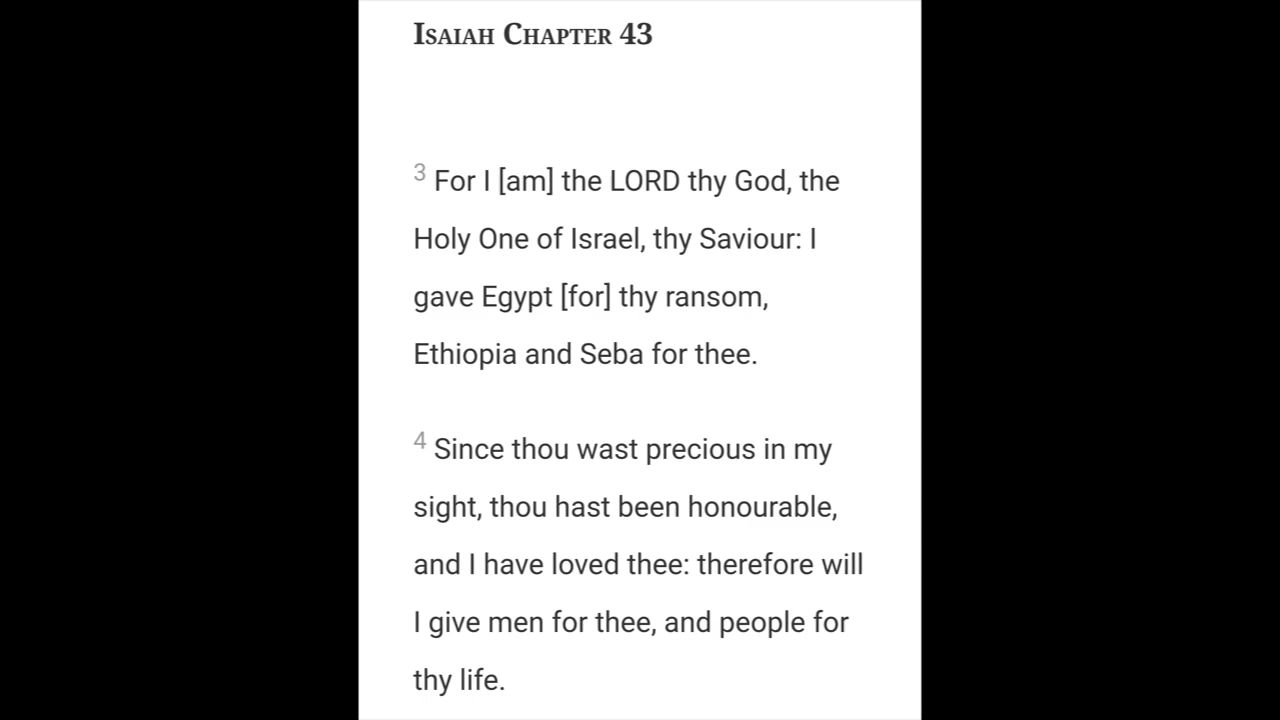 Isaiah Chapter 43
3 For I [am] the LORD thy God, the
Holy One of Israel, thy Saviour: I
gave Egypt [for] thy ransom,
Ethiopia and Seba for thee.
4 Since thou wast precious in my
sight, thou hast been honourable,
and I have loved thee: therefore will
I give men for thee, and people for
thy life.